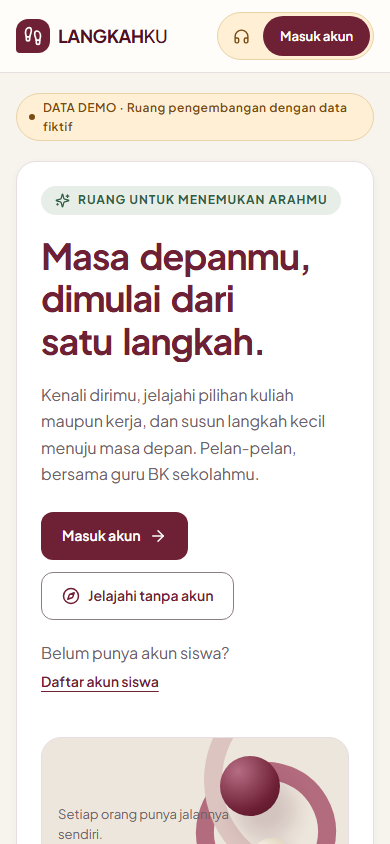 LANGKAHKU
Masuk akun
DATA DEMO · Ruang pengembangan dengan data
fiktif
RUANG UNTUK MENEMUKAN ARAHMU
Masa depanmu,
dimulai dari
satu langkah.
Kenali dirimu, jelajahi pilihan kuliah
maupun kerja, dan susun langkah kecil
menuju masa depan. Pelan-pelan,
bersama guru BK sekolahmu.
Masuk akun
Jelajahi tanpa akun
Belum punya akun siswa?
Daftar akun siswa
Setiap orang punya jalannya
sendiri.